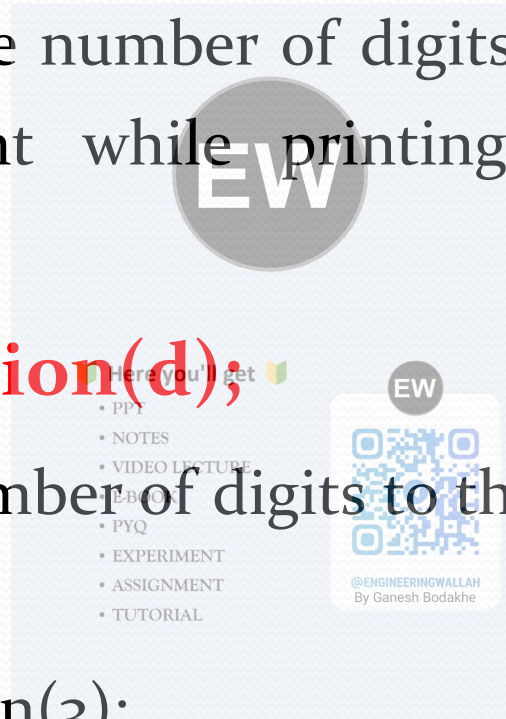 e number of digits
nt while printing
EW
ion(d);
Here you'll get
• PPT
• NOTES
• VIDEO LECTURE
• E-BOOK
• PYQ
• EXPERIMENT
• ASSIGNMENT
• TUTORIAL
EW
mber of digits to th
@ENGINEERINGWALLAH
By Ganesh Bodakhe
n(3);